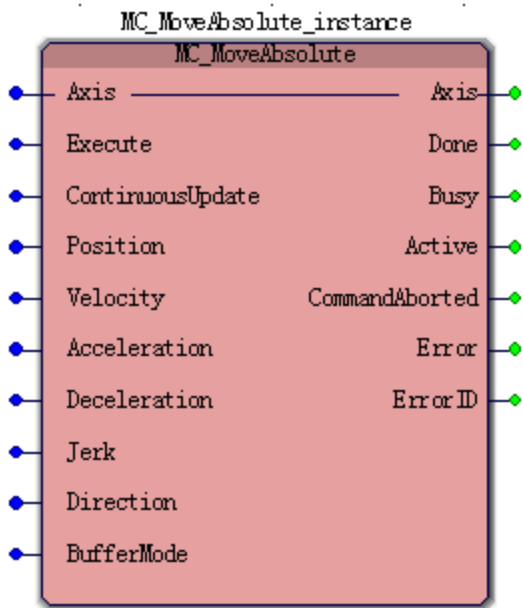 MC_MoveAbsolute_instance
MC_MoveAbsolute
Axis Axis
Execute Done
ContinuousUpdate Busy
Position Active
Velocity CommandAborted
Acceleration Error
Deceleration ErrorID
Jerk
Direction
BufferMode